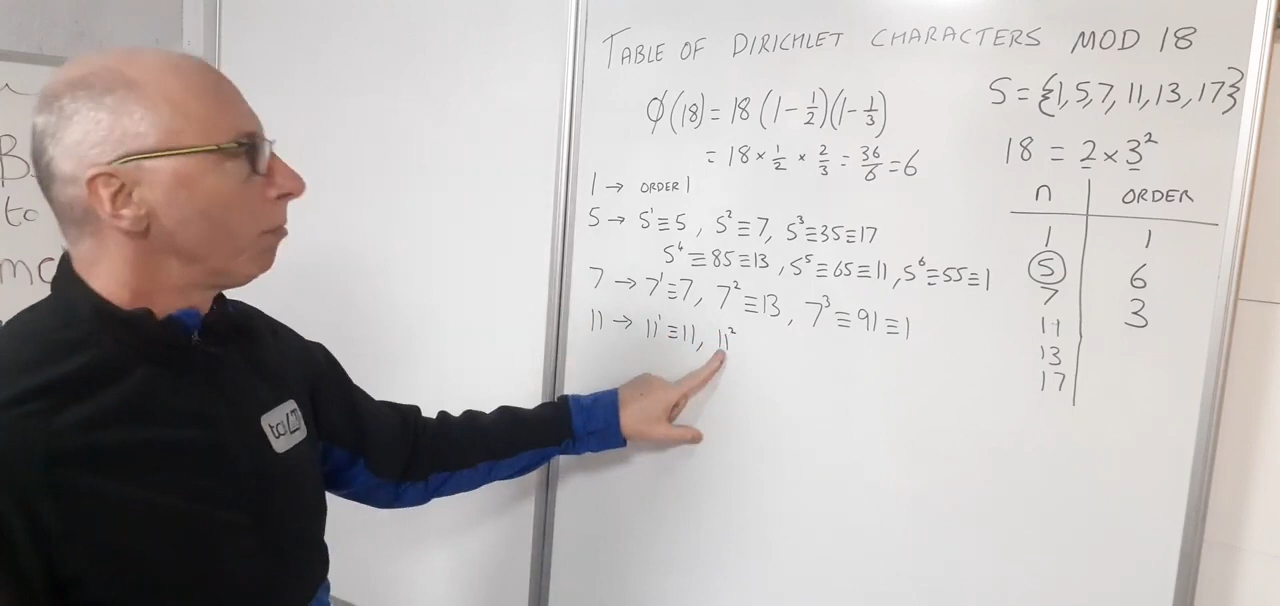 TABLE OF DIRICHLET CHARACTERS MOD 18
φ(18) = 18(1-1/2)(1-1/3)
= 18 × 1/2 × 2/3 = 36/6 = 6
1 → ORDER 1
5 → 5¹≡5, 5²≡7, 5³≡35≡17
5⁴≡85≡13, 5⁵≡65≡11, 5⁶≡55≡1
7 → 7¹≡7, 7²≡13, 7³≡91≡1
11 → 11¹≡11, 11²
S = {1,5,7,11,13,17}
18 = 2×3²
n ORDER
1 1
5 6
7 3
11
13
17
B
to
mo